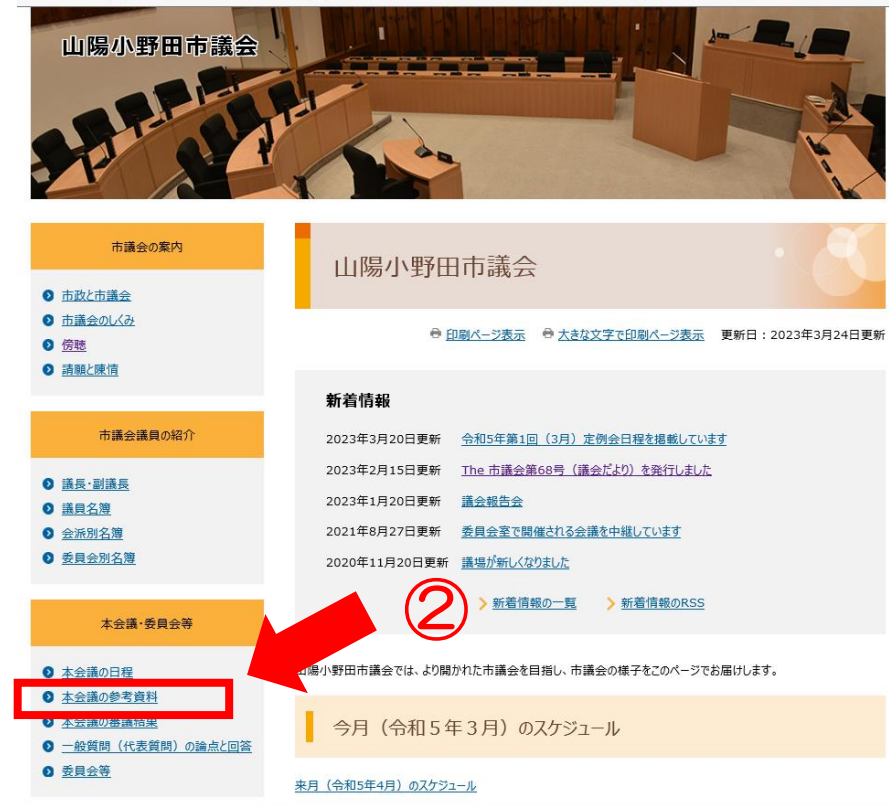 山陽小野田市議会
市議会の案内
市政と市議会
市議会のしくみ
傍聴
請願と陳情
市議会議員の紹介
議長・副議長
議員名簿
会派別名簿
委員会別名簿
本会議・委員会等
本会議の日程
本会議の参考資料
本会議の審議結果
一般質問（代表質問）の論点と回答
委員会等
山陽小野田市議会
印刷ページ表示 大きな文字で印刷ページ表示 更新日：2023年3月24日更新
新着情報
2023年3月20日更新 令和5年第1回（3月）定例会日程を掲載しています
2023年2月15日更新 The 市議会第68号（議会だより）を発行しました
2023年1月20日更新 議会報告会
2021年8月27日更新 委員会室で開催される会議を中継しています
2020年11月20日更新 議場が新しくなりました
新着情報の一覧 新着情報のRSS
②
山陽小野田市議会では、より開かれた市議会を目指し、市議会の様子をこのページでお届けします。
今月（令和５年３月）のスケジュール
来月（令和5年4月）のスケジュール